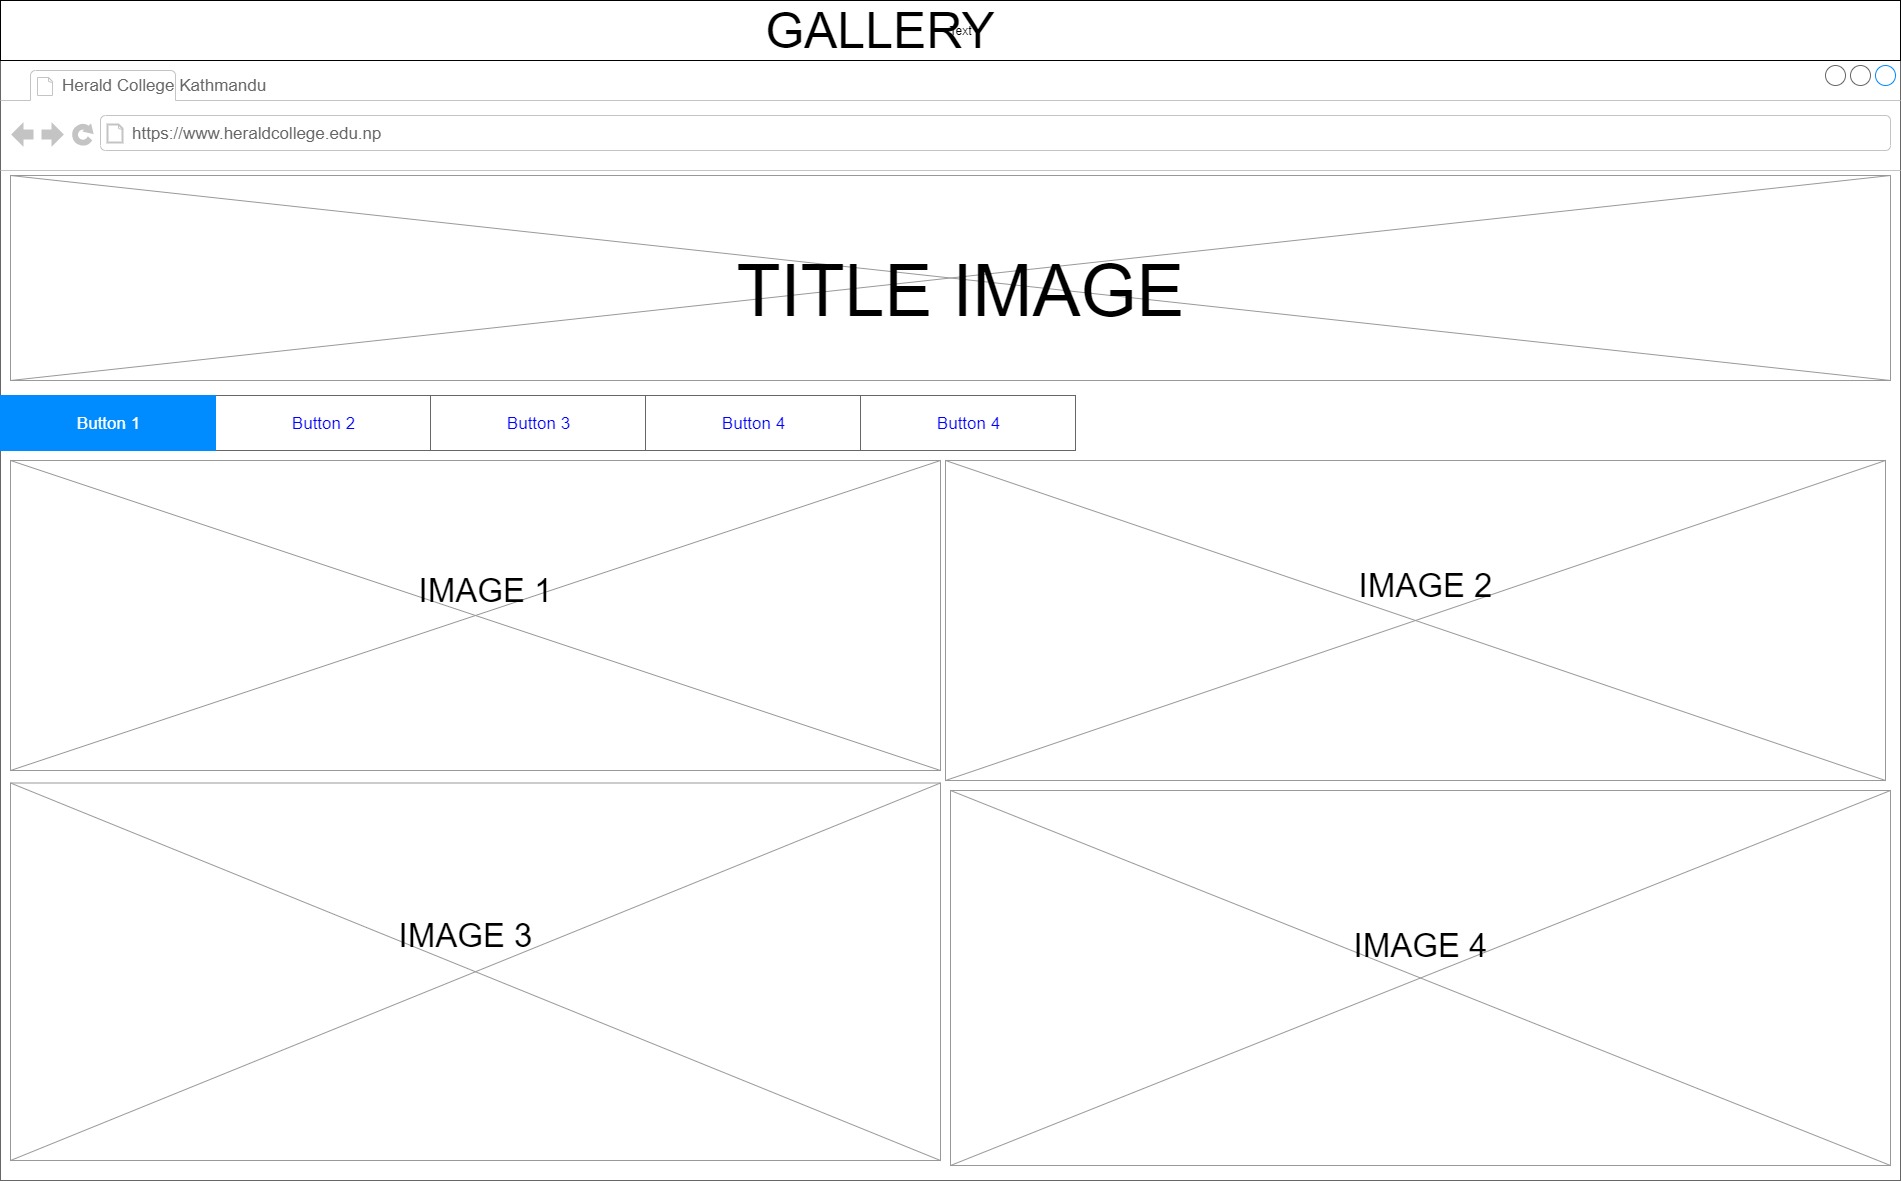 GALLERY
Text
Herald College Kathmandu
https://www.heraldcollege.edu.np
TITLE IMAGE
Button 1 Button 2 Button 3 Button 4 Button 4
IMAGE 1 IMAGE 2
IMAGE 3 IMAGE 4